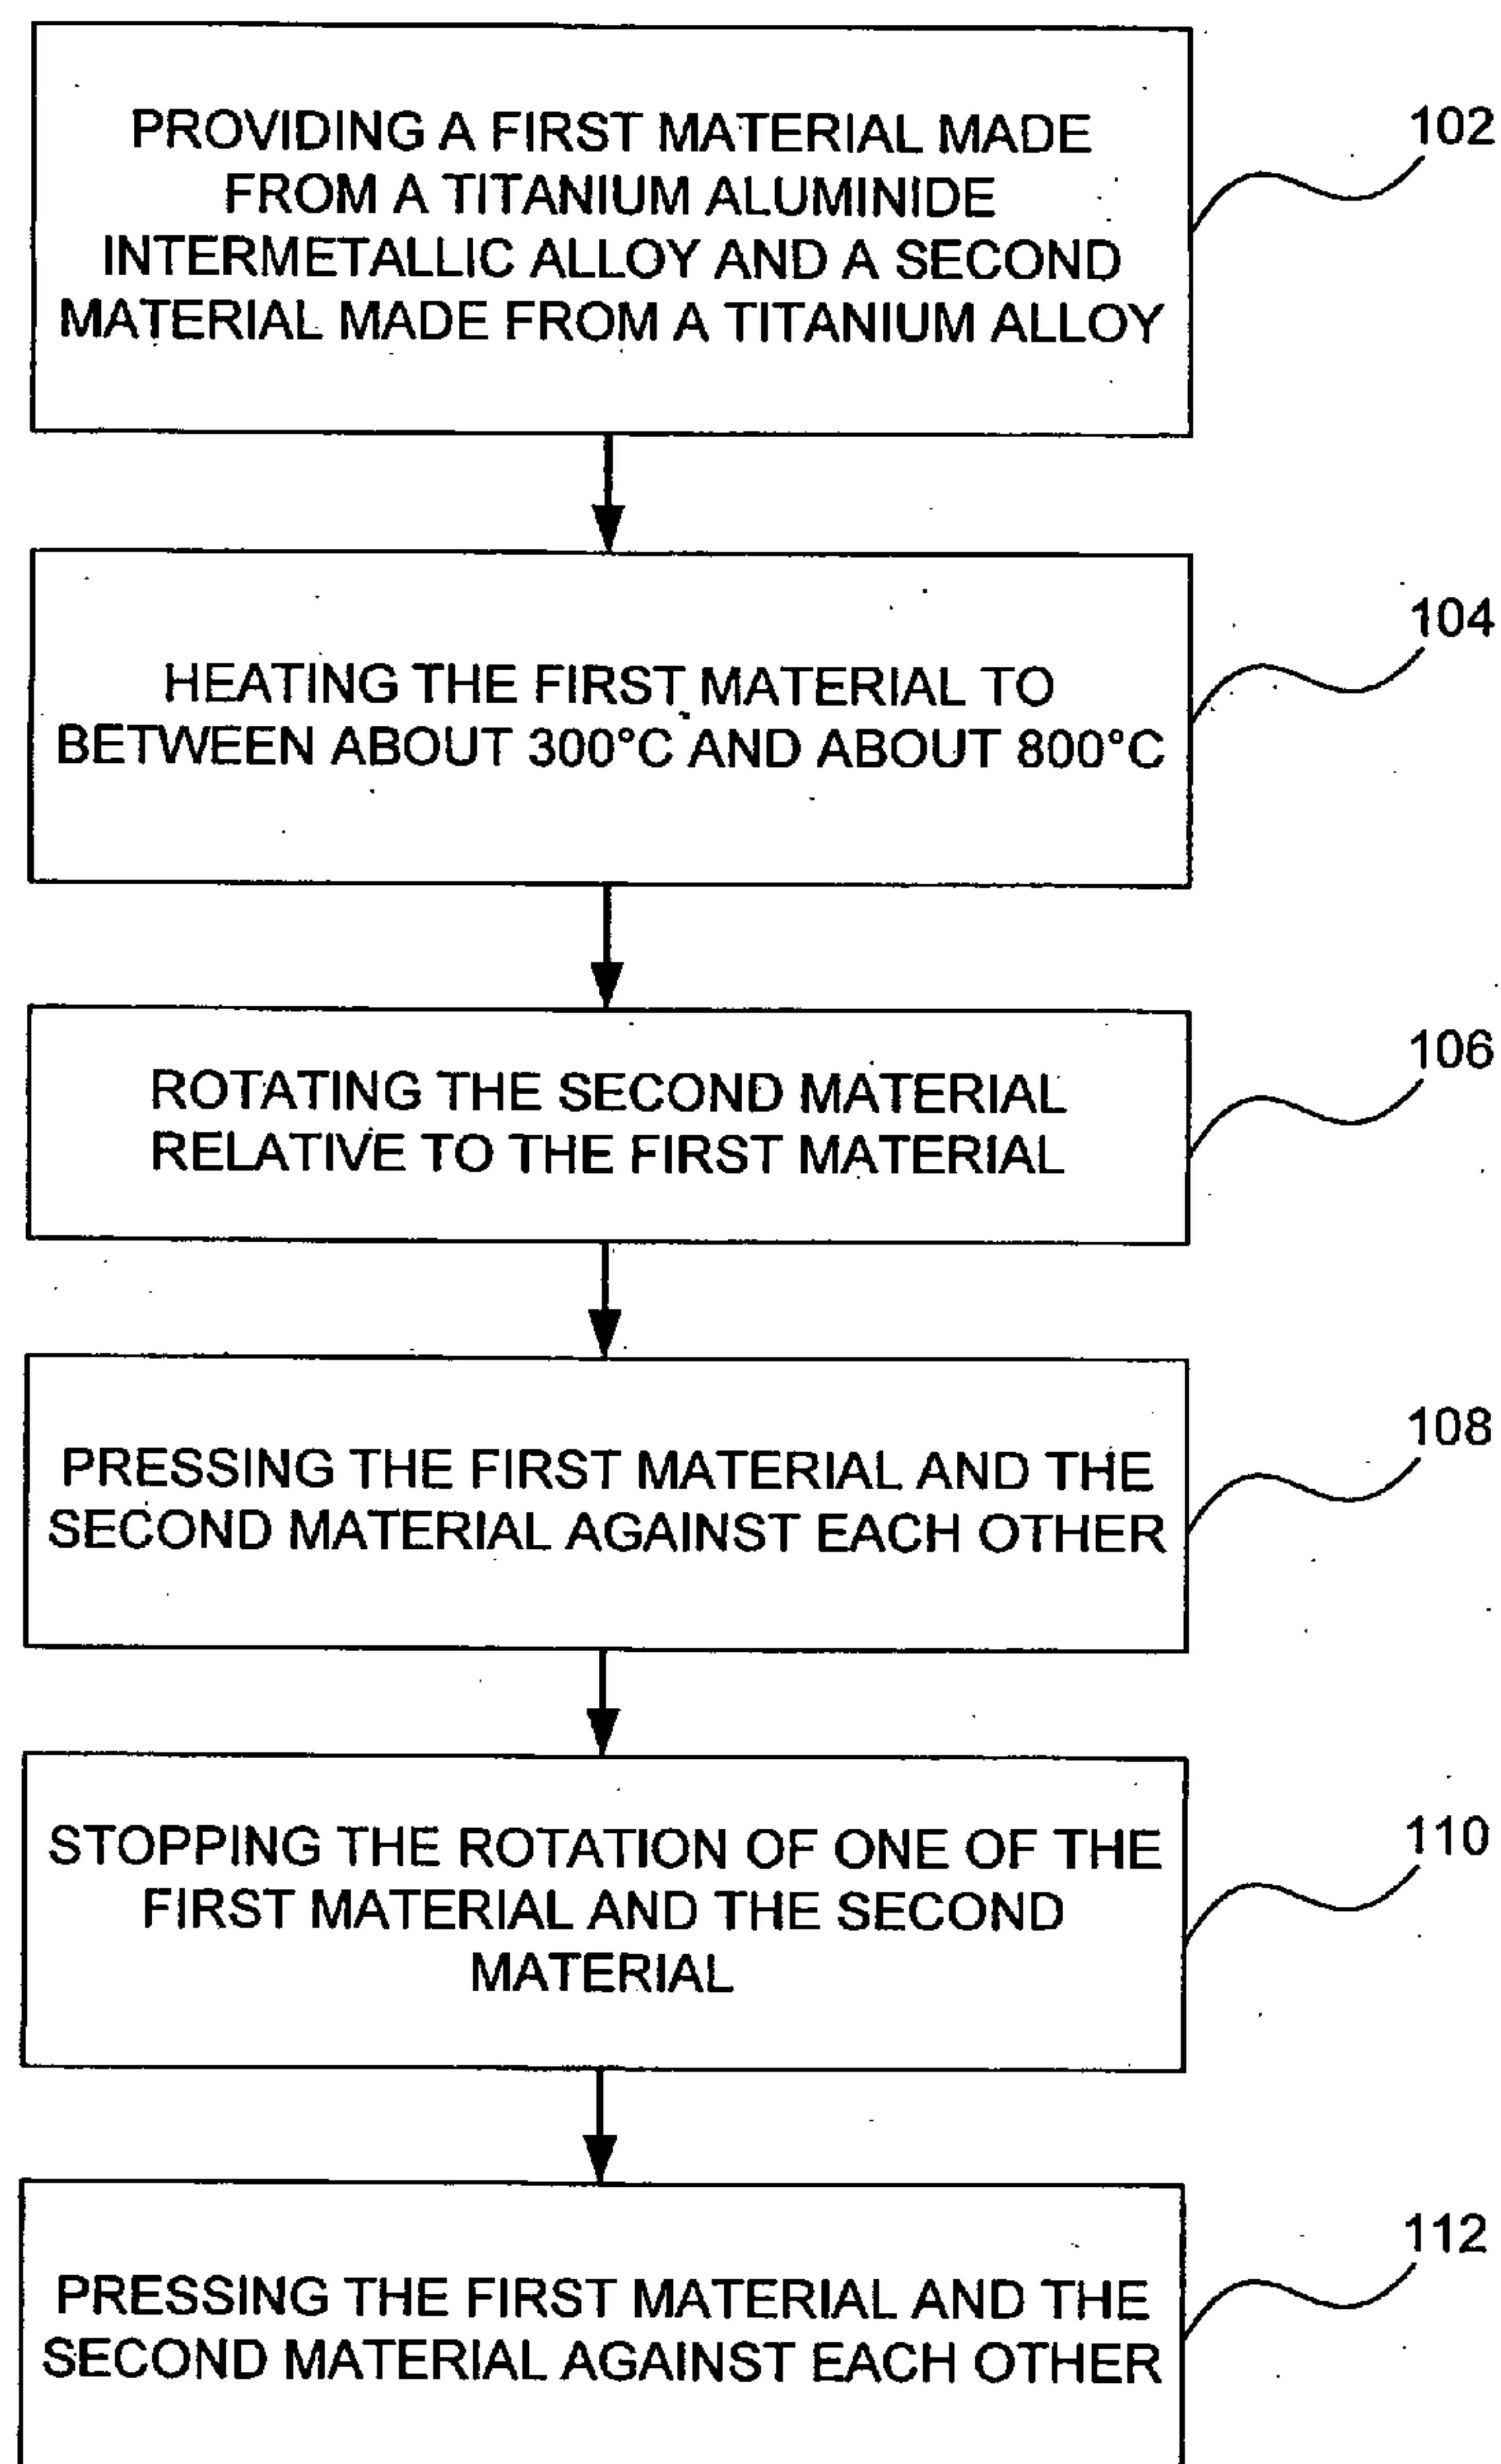 PROVIDING A FIRST MATERIAL MADE
FROM A TITANIUM ALUMINIDE
INTERMETALLIC ALLOY AND A SECOND
MATERIAL MADE FROM A TITANIUM ALLOY
102
HEATING THE FIRST MATERIAL TO
BETWEEN ABOUT 300°C AND ABOUT 800°C
104
ROTATING THE SECOND MATERIAL
RELATIVE TO THE FIRST MATERIAL
106
PRESSING THE FIRST MATERIAL AND THE
SECOND MATERIAL AGAINST EACH OTHER
108
STOPPING THE ROTATION OF ONE OF THE
FIRST MATERIAL AND THE SECOND
MATERIAL
110
PRESSING THE FIRST MATERIAL AND THE
SECOND MATERIAL AGAINST EACH OTHER
112